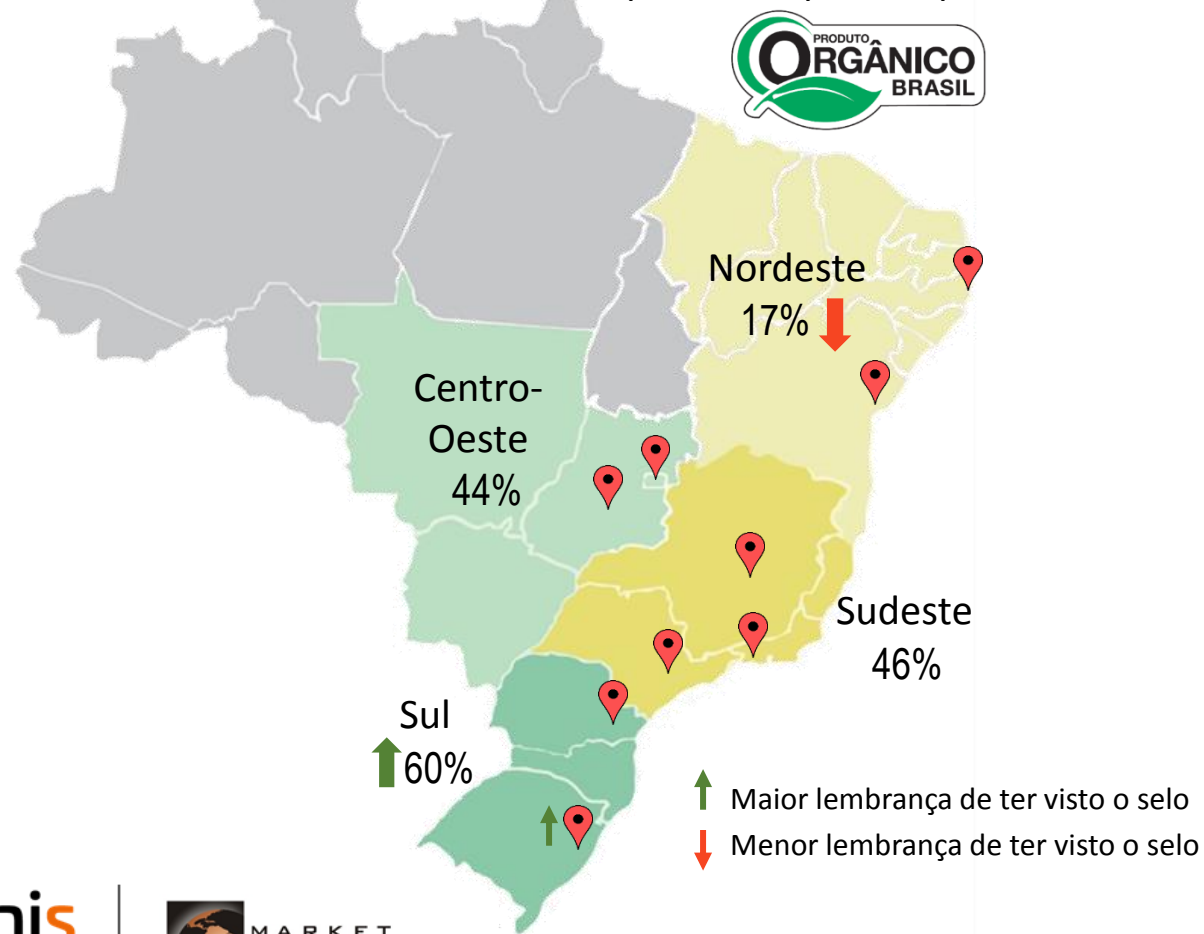 PRODUTO
ORGÂNICO
BRASIL
Nordeste
17%
Centro-
Oeste
44%
Sudeste
46%
Sul
60%
Maior lembrança de ter visto o selo
Menor lembrança de ter visto o selo
MARKET